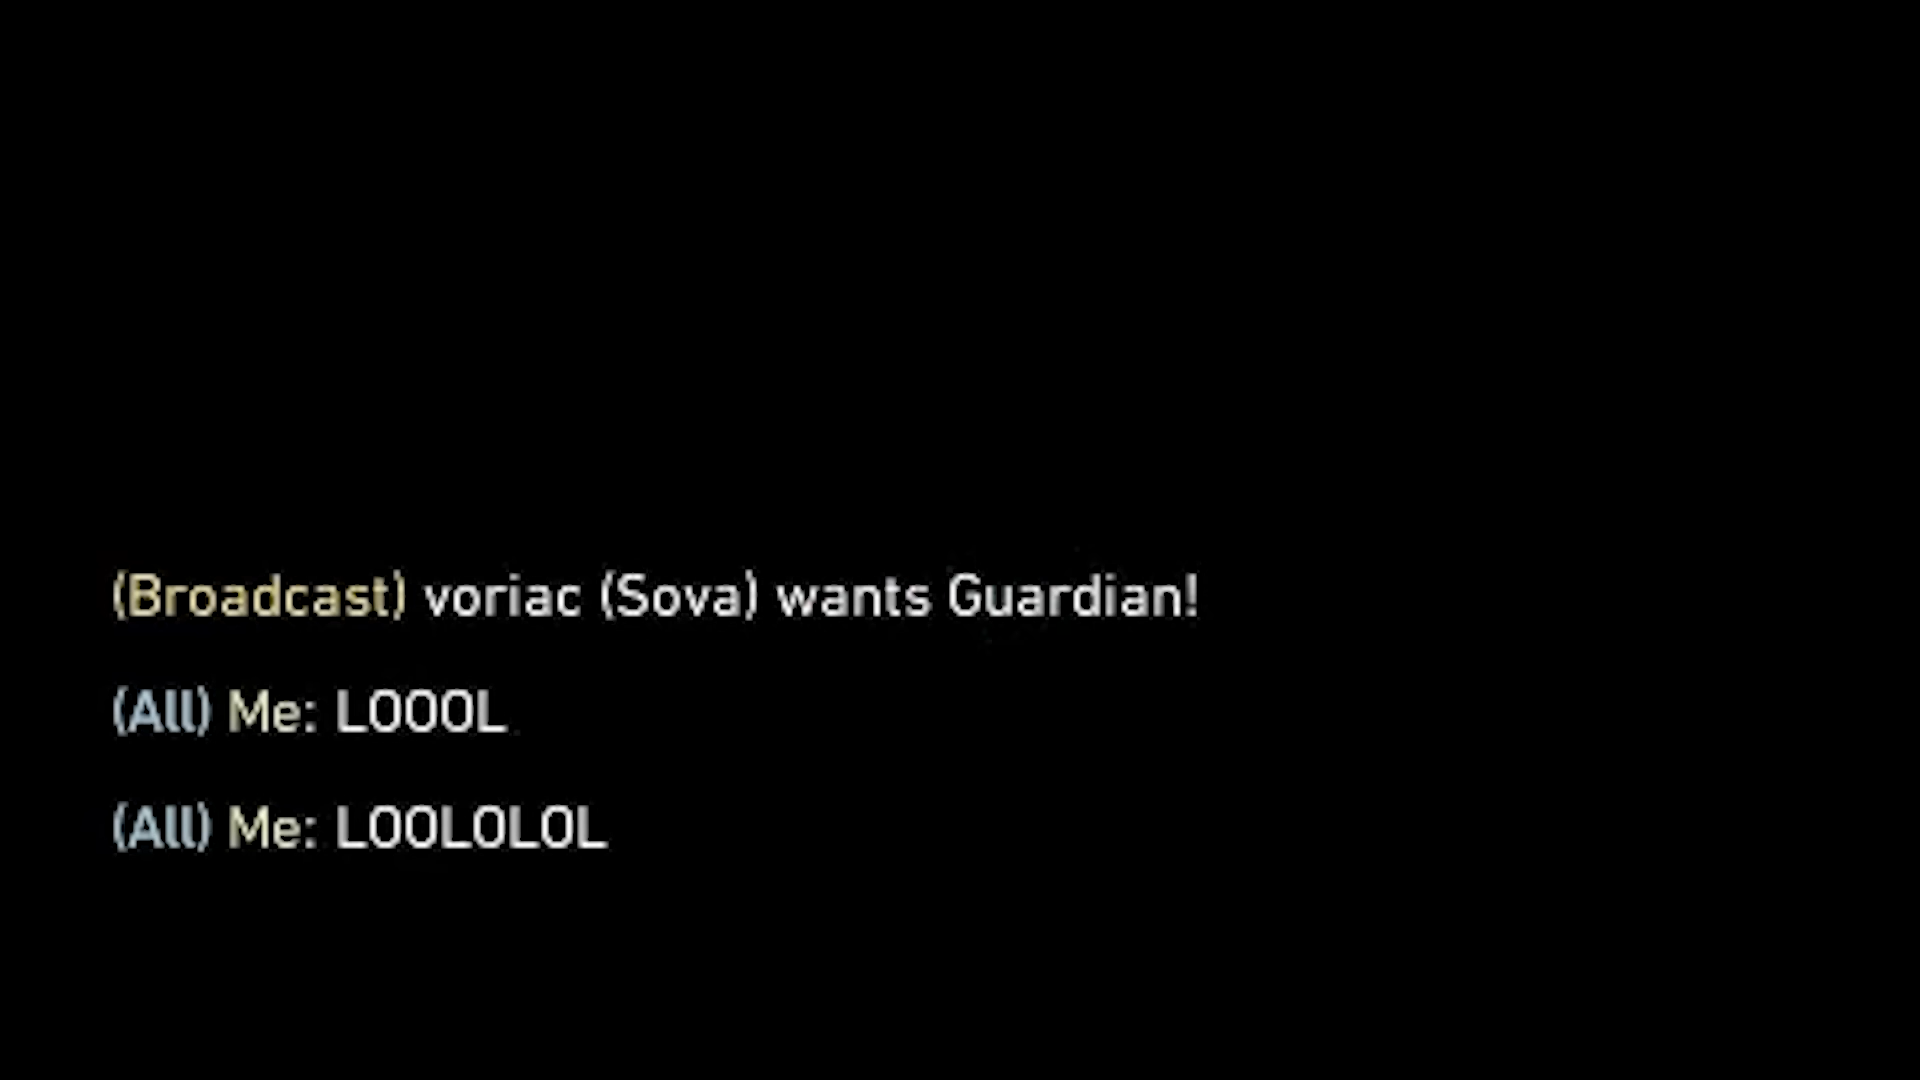 (Broadcast) voriac (Sova) wants Guardian!
(All) Me: LOOOL
(All) Me: LOOLOLOL